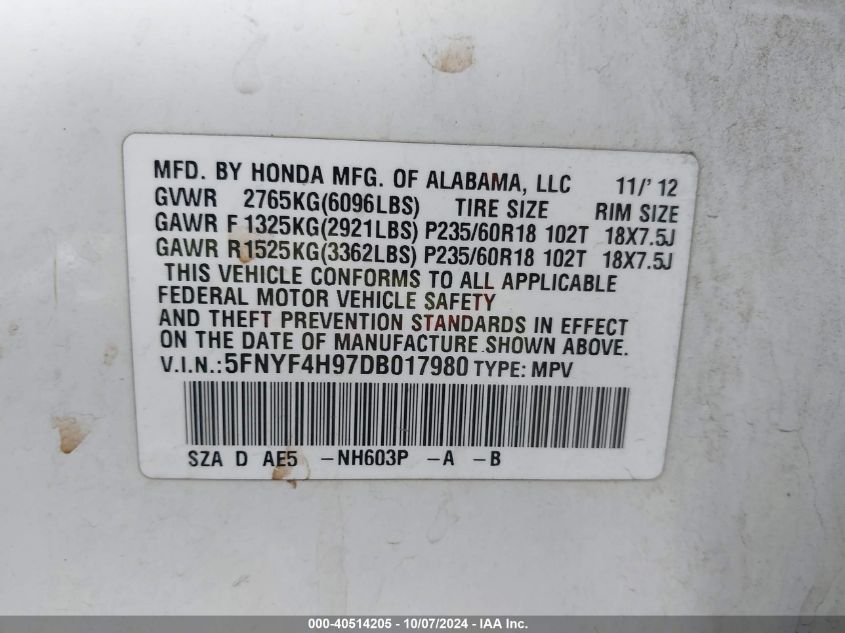 MFD. BY HONDA MFG. OF ALABAMA, LLC 11/' 12
GVWR 2765KG(6096LBS) TIRE SIZE RIM SIZE
GAWR F 1325KG(2921LBS) P235/60R18 102T 18X7.5J
GAWR R1525KG(3362LBS) P235/60R18 102T 18X7.5J
THIS VEHICLE CONFORMS TO ALL APPLICABLE
FEDERAL MOTOR VEHICLE SAFETY
AND THEFT PREVENTION STANDARDS IN EFFECT
ON THE DATE OF MANUFACTURE SHOWN ABOVE.
V.I.N.:5FNYF4H97DB017980 TYPE: MPV
SZA D AE5 -NH603P -A -B
000-40514205 - 10/07/2024 - IAA Inc.